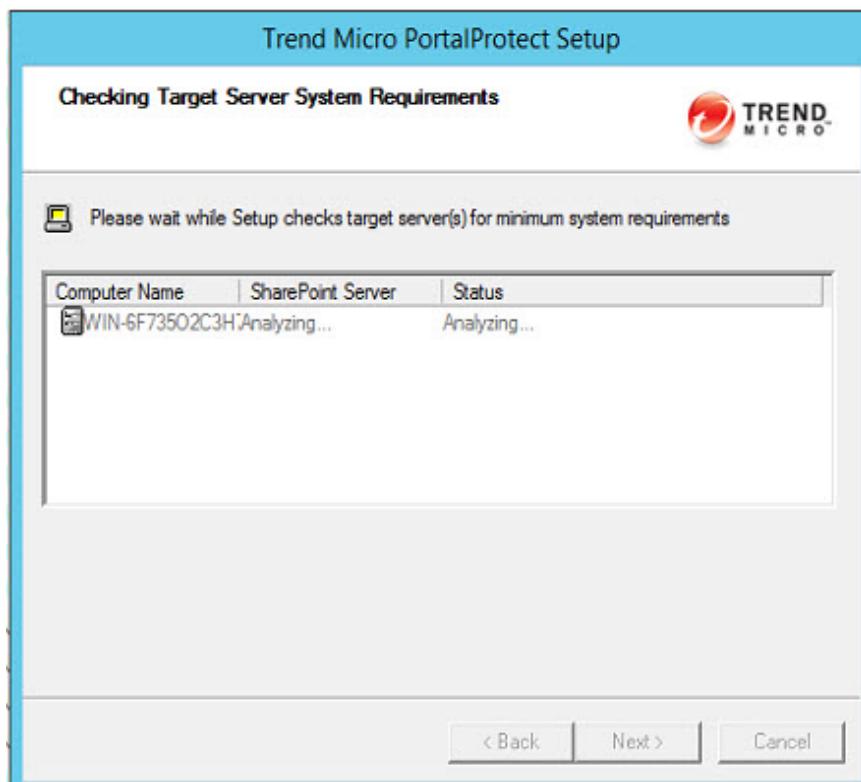 Trend Micro PortalProtect Setup
Checking Target Server System Requirements
TREND
MICRO
Please wait while Setup checks target server(s) for minimum system requirements
Computer Name SharePoint Server Status
Analyzing... Analyzing...
< Back Next > Cancel